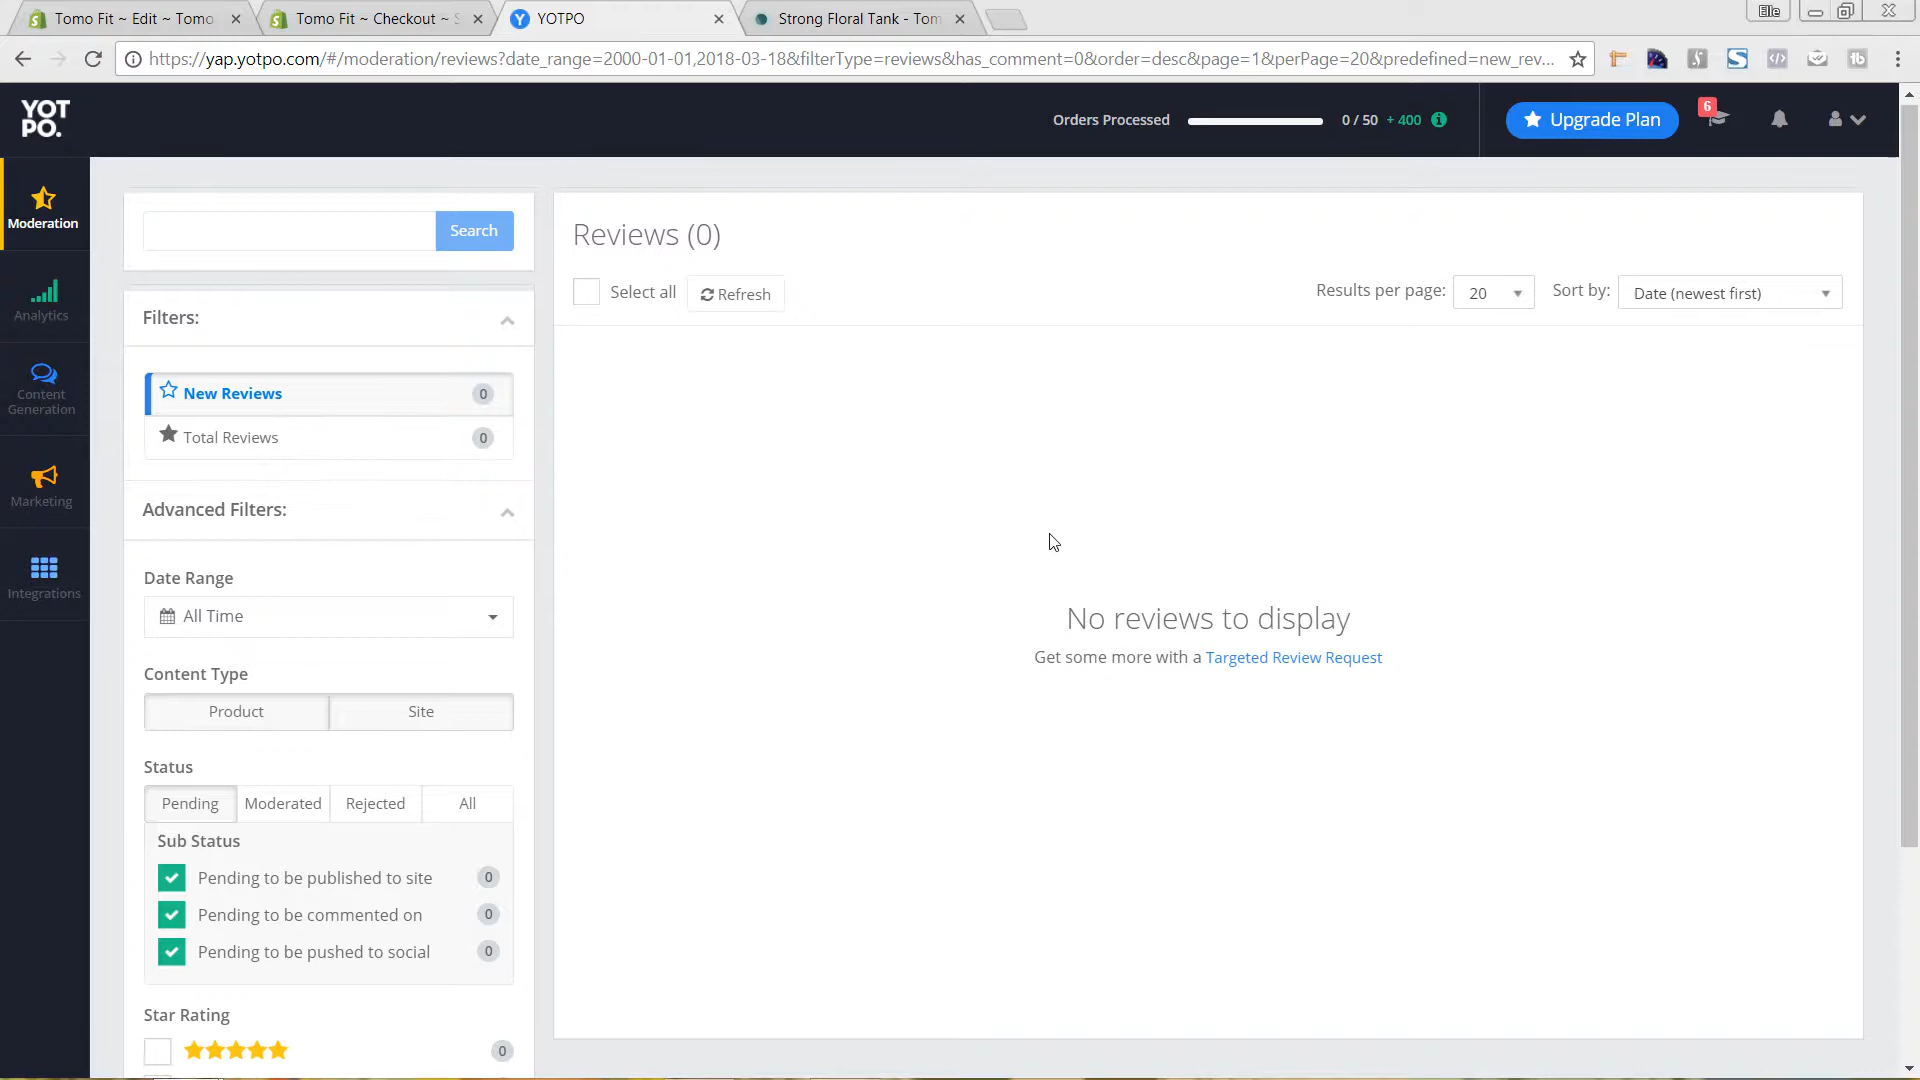 Tomo Fit ~ Edit ~ Tomo
Tomo Fit ~ Checkout ~ S
YOTPO
Strong Floral Tank - Tom
Elle
https://yap.yotpo.com/#/moderation/reviews?date_range=2000-01-01,2018-03-18&filterType=reviews&has_comment=0&order=desc&page=1&perPage=20&predefined=new_rev...
YOT
PO.
Orders Processed
0 / 50 + 400
Upgrade Plan
6
Moderation
Analytics
Content
Generation
Marketing
Integrations
Search
Filters:
New Reviews 0
Total Reviews 0
Advanced Filters:
Date Range
All Time
Content Type
Product Site
Status
Pending Moderated Rejected All
Sub Status
Pending to be published to site 0
Pending to be commented on 0
Pending to be pushed to social 0
Star Rating
0
Reviews (0)
Select all Refresh
Results per page: 20
Sort by: Date (newest first)
No reviews to display
Get some more with a Targeted Review Request